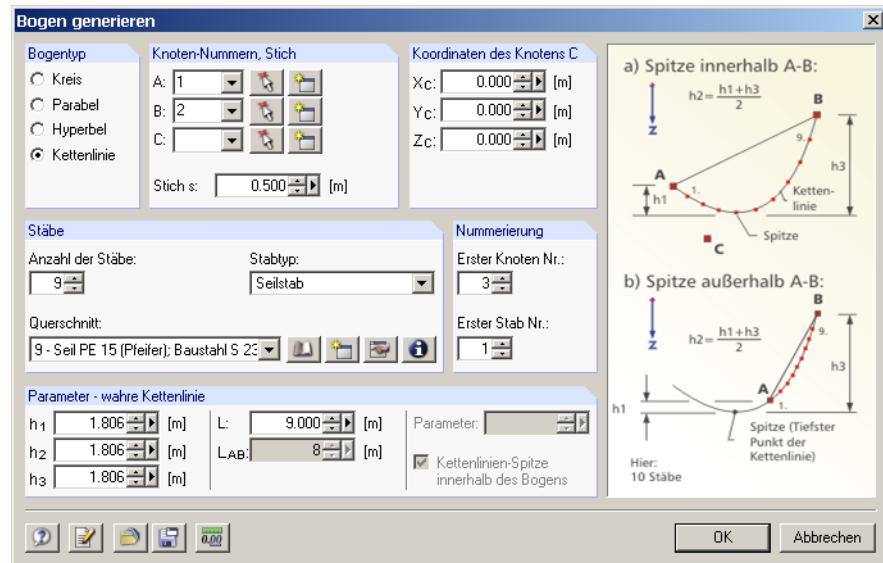 Bogen generieren
Bogentyp
Kreis
Parabel
Hyperbel
Kettenlinie
Knoten-Nummern, Stich
A: 1
B: 2
C:
Stich s: 0.500 [m]
Koordinaten des Knotens C
XC: 0.000 [m]
YC: 0.000 [m]
ZC: 0.000 [m]
Stäbe
Anzahl der Stäbe:
9
Stabtyp:
Seilstab
Querschnitt:
9 - Seil PE 15 (Pfeifer); Baustahl S 23
Nummerierung
Erster Knoten Nr.:
3
Erster Stab Nr.:
1
Parameter - wahre Kettenlinie
h1 1.806 [m]
h2 1.806 [m]
h3 1.806 [m]
L: 9.000 [m]
LAB: 8 [m]
Parameter:
Kettenlinien-Spitze
innerhalb des Bogens
a) Spitze innerhalb A-B:
h2= h1+h3
2
B
Z
9.
A
1.
h1
h3
Ketten-
linie
Spitze
C
b) Spitze außerhalb A-B:
B
h2= h1+h3
2
Z
9.
h3
A
h1
1.
Spitze (Tiefster
Punkt der
Kettenlinie)
Hier:
10 Stäbe
0,00
OK
Abbrechen